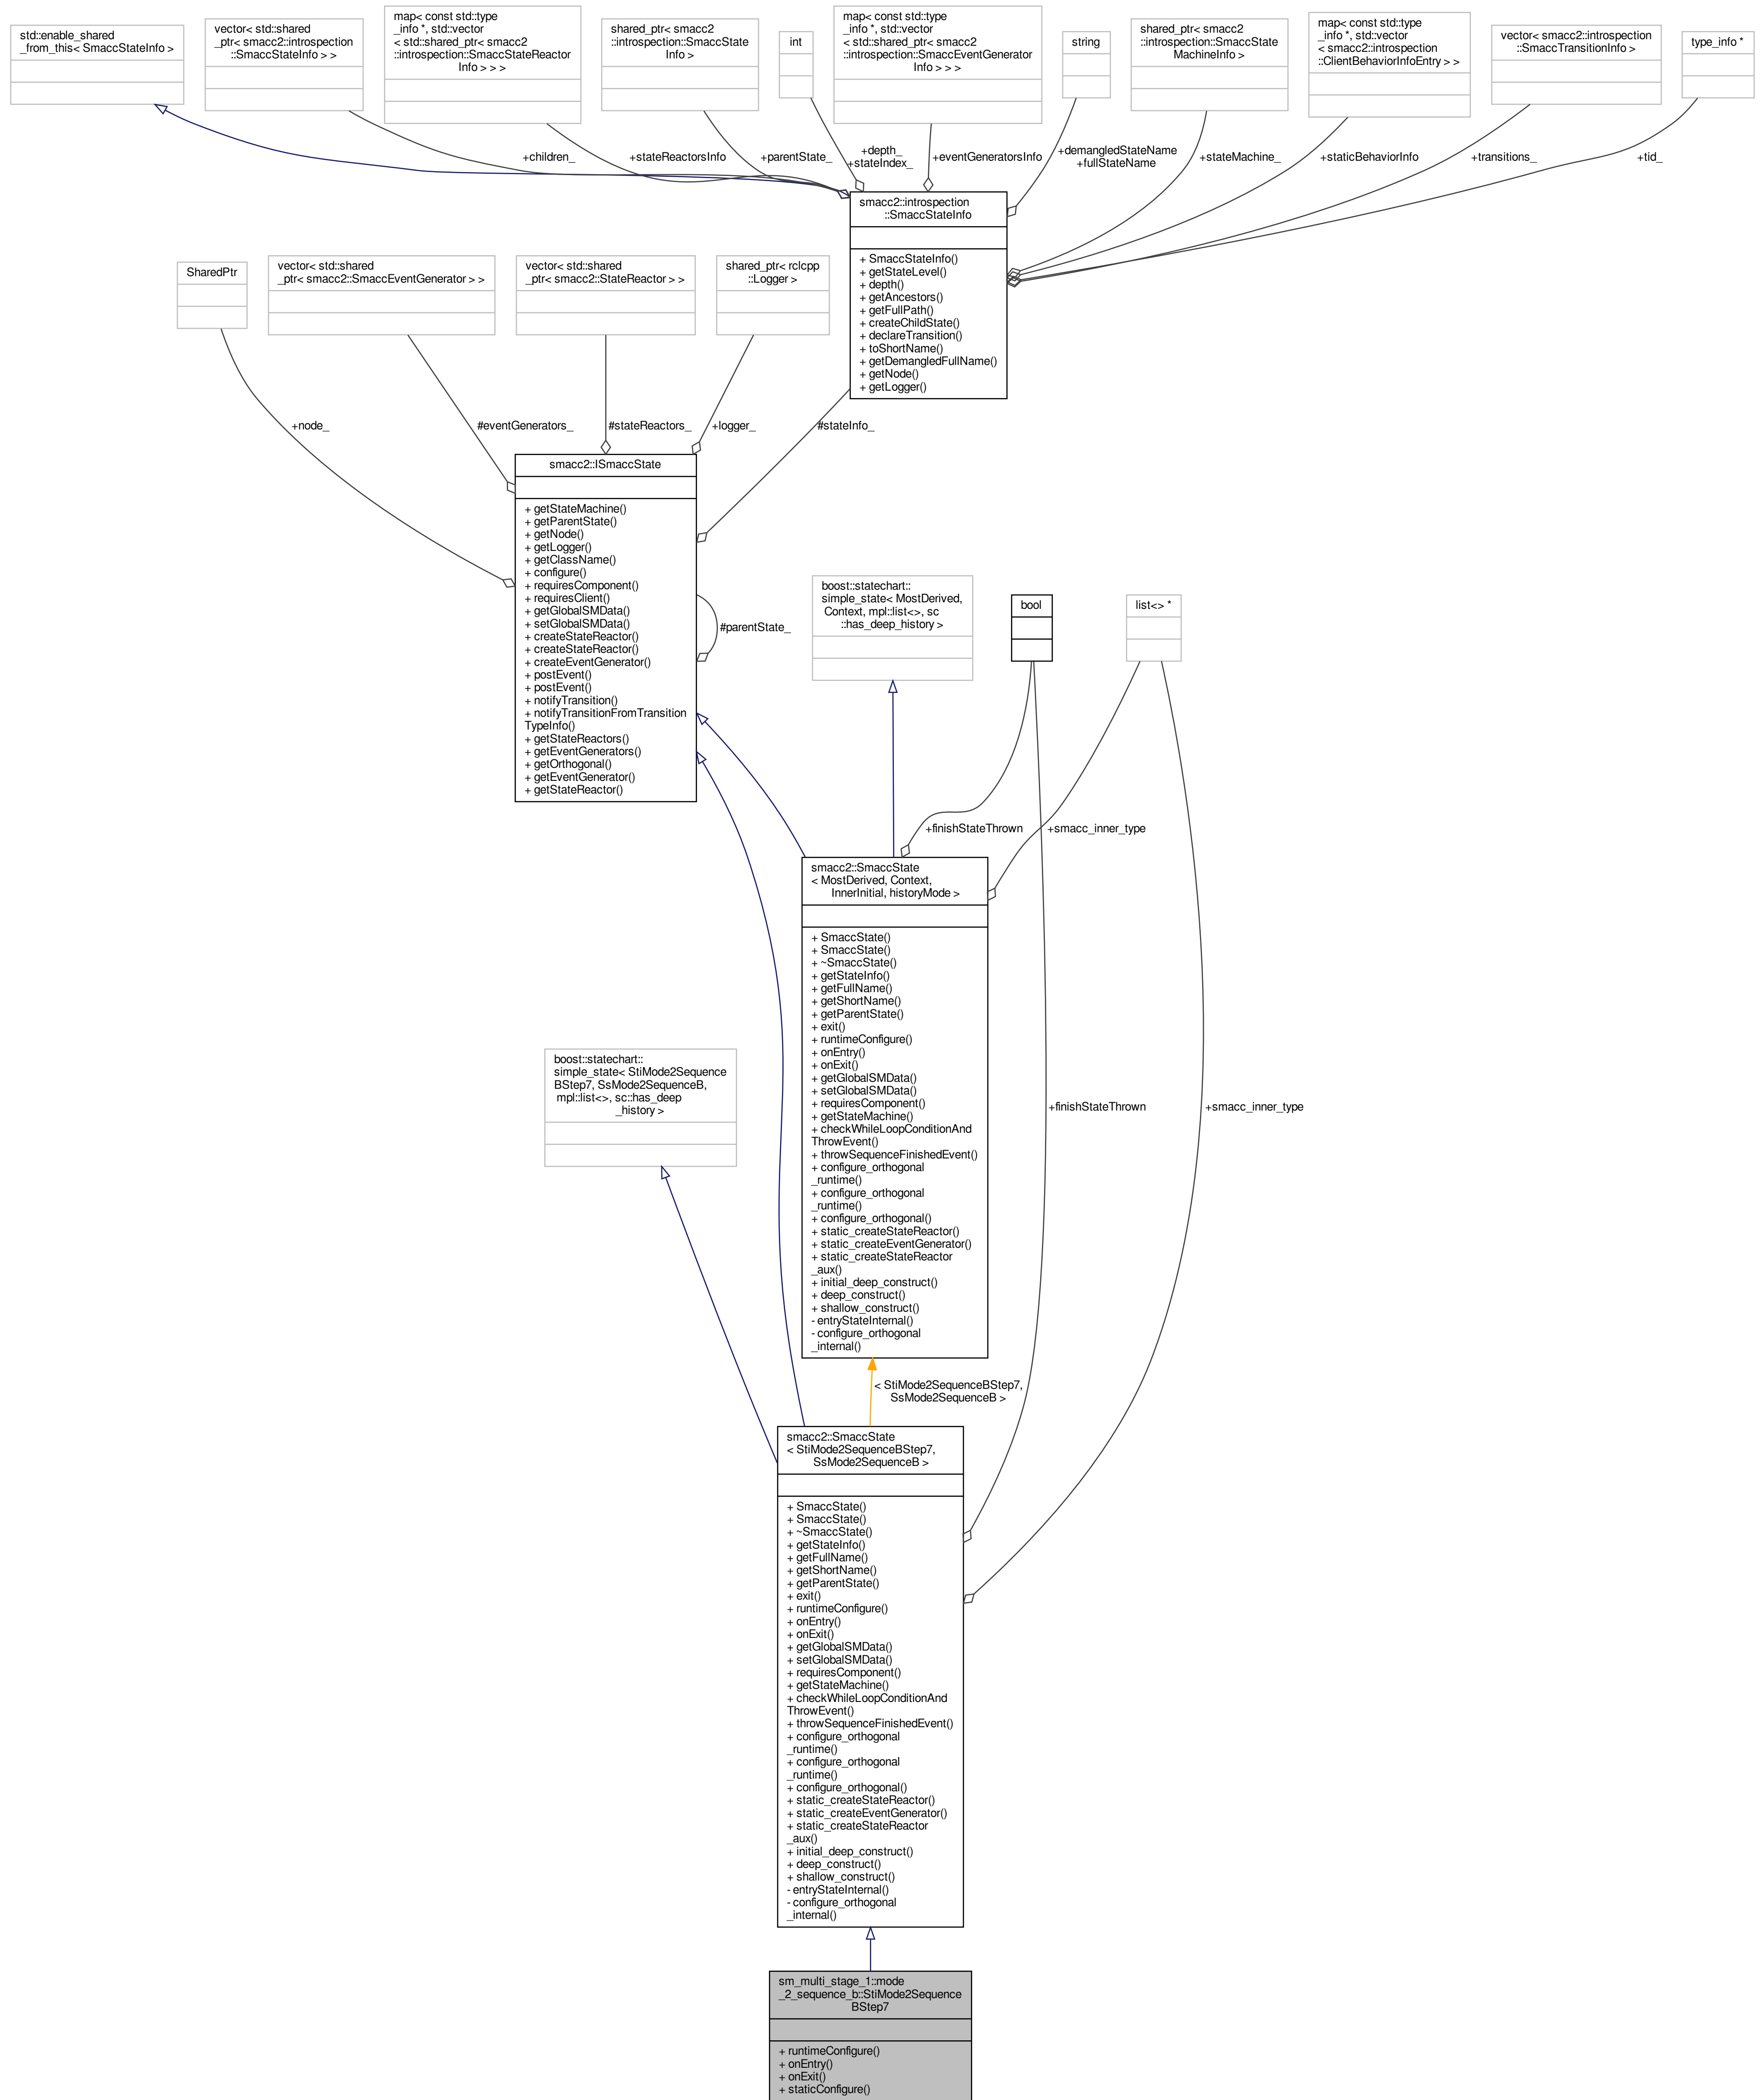 std::enable_shared
_from_this< SmaccStateInfo >
vector< std::shared
_ptr< smacc2::introspection
::SmaccStateInfo > >
map< const std::type
_info *, std::vector
< std::shared_ptr< smacc2
::introspection::SmaccStateReactor
Info > > >
shared_ptr< smacc2
::introspection::SmaccState
Info >
int
map< const std::type
_info *, std::vector
< std::shared_ptr< smacc2
::introspection::SmaccEventGenerator
Info > > >
string
shared_ptr< smacc2
::introspection::SmaccState
MachineInfo >
map< const std::type
_info *, std::vector
< smacc2::introspection
::ClientBehaviorInfoEntry > >
vector< smacc2::introspection
::SmaccTransitionInfo >
type_info *
+children_
+stateReactorsInfo
+parentState_
+depth_
+stateIndex_
+eventGeneratorsInfo
+demangledStateName
+fullStateName
+stateMachine_
+staticBehaviorInfo
+transitions_
+tid_
smacc2::introspection
::SmaccStateInfo
+ SmaccStateInfo()
+ getStateLevel()
+ depth()
+ getAncestors()
+ getFullPath()
+ createChildState()
+ declareTransition()
+ toShortName()
+ getDemangledFullName()
+ getNode()
+ getLogger()
SharedPtr
vector< std::shared
_ptr< smacc2::SmaccEventGenerator > >
vector< std::shared
_ptr< smacc2::StateReactor > >
shared_ptr< rclcpp
::Logger >
+node_
#eventGenerators_
#stateReactors_
+logger_
#stateInfo_
smacc2::ISmaccState
+ getStateMachine()
+ getParentState()
+ getNode()
+ getLogger()
+ getClassName()
+ configure()
+ requiresComponent()
+ requiresClient()
+ getGlobalSMData()
+ setGlobalSMData()
+ createStateReactor()
+ createStateReactor()
+ createEventGenerator()
+ postEvent()
+ postEvent()
+ notifyTransition()
+ notifyTransitionFromTransition
TypeInfo()
+ getStateReactors()
+ getEventGenerators()
+ getOrthogonal()
+ getEventGenerator()
+ getStateReactor()
#parentState_
boost::statechart::
simple_state< MostDerived,
Context, mpl::list<>, sc
::has_deep_history >
bool
list<> *
+finishStateThrown
+smacc_inner_type
smacc2::SmaccState
< MostDerived, Context,
InnerInitial, historyMode >
+ SmaccState()
+ SmaccState()
+ ~SmaccState()
+ getStateInfo()
+ getFullName()
+ getShortName()
+ getParentState()
+ exit()
+ runtimeConfigure()
+ onEntry()
+ onExit()
+ getGlobalSMData()
+ setGlobalSMData()
+ requiresComponent()
+ getStateMachine()
+ checkWhileLoopConditionAnd
ThrowEvent()
+ throwSequenceFinishedEvent()
+ configure_orthogonal
_runtime()
+ configure_orthogonal
_runtime()
+ configure_orthogonal()
+ static_createStateReactor()
+ static_createEventGenerator()
+ static_createStateReactor
_aux()
+ initial_deep_construct()
+ deep_construct()
+ shallow_construct()
- entryStateInternal()
- configure_orthogonal
_internal()
boost::statechart::
simple_state< StiMode2Sequence
BStep7, SsMode2SequenceB,
mpl::list<>, sc::has_deep
_history >
+finishStateThrown
+smacc_inner_type
< StiMode2SequenceBStep7,
SsMode2SequenceB >
smacc2::SmaccState
< StiMode2SequenceBStep7,
SsMode2SequenceB >
+ SmaccState()
+ SmaccState()
+ ~SmaccState()
+ getStateInfo()
+ getFullName()
+ getShortName()
+ getParentState()
+ exit()
+ runtimeConfigure()
+ onEntry()
+ onExit()
+ getGlobalSMData()
+ setGlobalSMData()
+ requiresComponent()
+ getStateMachine()
+ checkWhileLoopConditionAnd
ThrowEvent()
+ throwSequenceFinishedEvent()
+ configure_orthogonal
_runtime()
+ configure_orthogonal
_runtime()
+ configure_orthogonal()
+ static_createStateReactor()
+ static_createEventGenerator()
+ static_createStateReactor
_aux()
+ initial_deep_construct()
+ deep_construct()
+ shallow_construct()
- entryStateInternal()
- configure_orthogonal
_internal()
sm_multi_stage_1::mode
_2_sequence_b::StiMode2Sequence
BStep7
+ runtimeConfigure()
+ onEntry()
+ onExit()
+ staticConfigure()